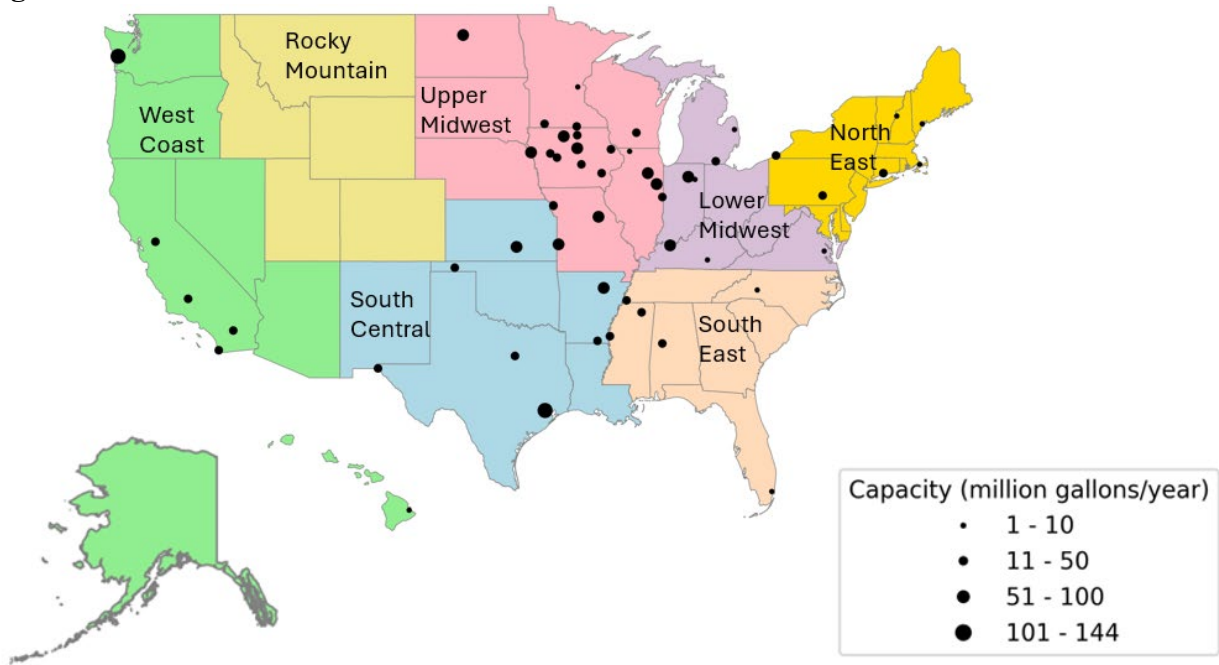 Rocky
Mountain
West
Coast
Upper
Midwest
North
East
Lower
Midwest
South
Central
South
East
Capacity (million gallons/year)
1 - 10
11 - 50
51 - 100
101 - 144